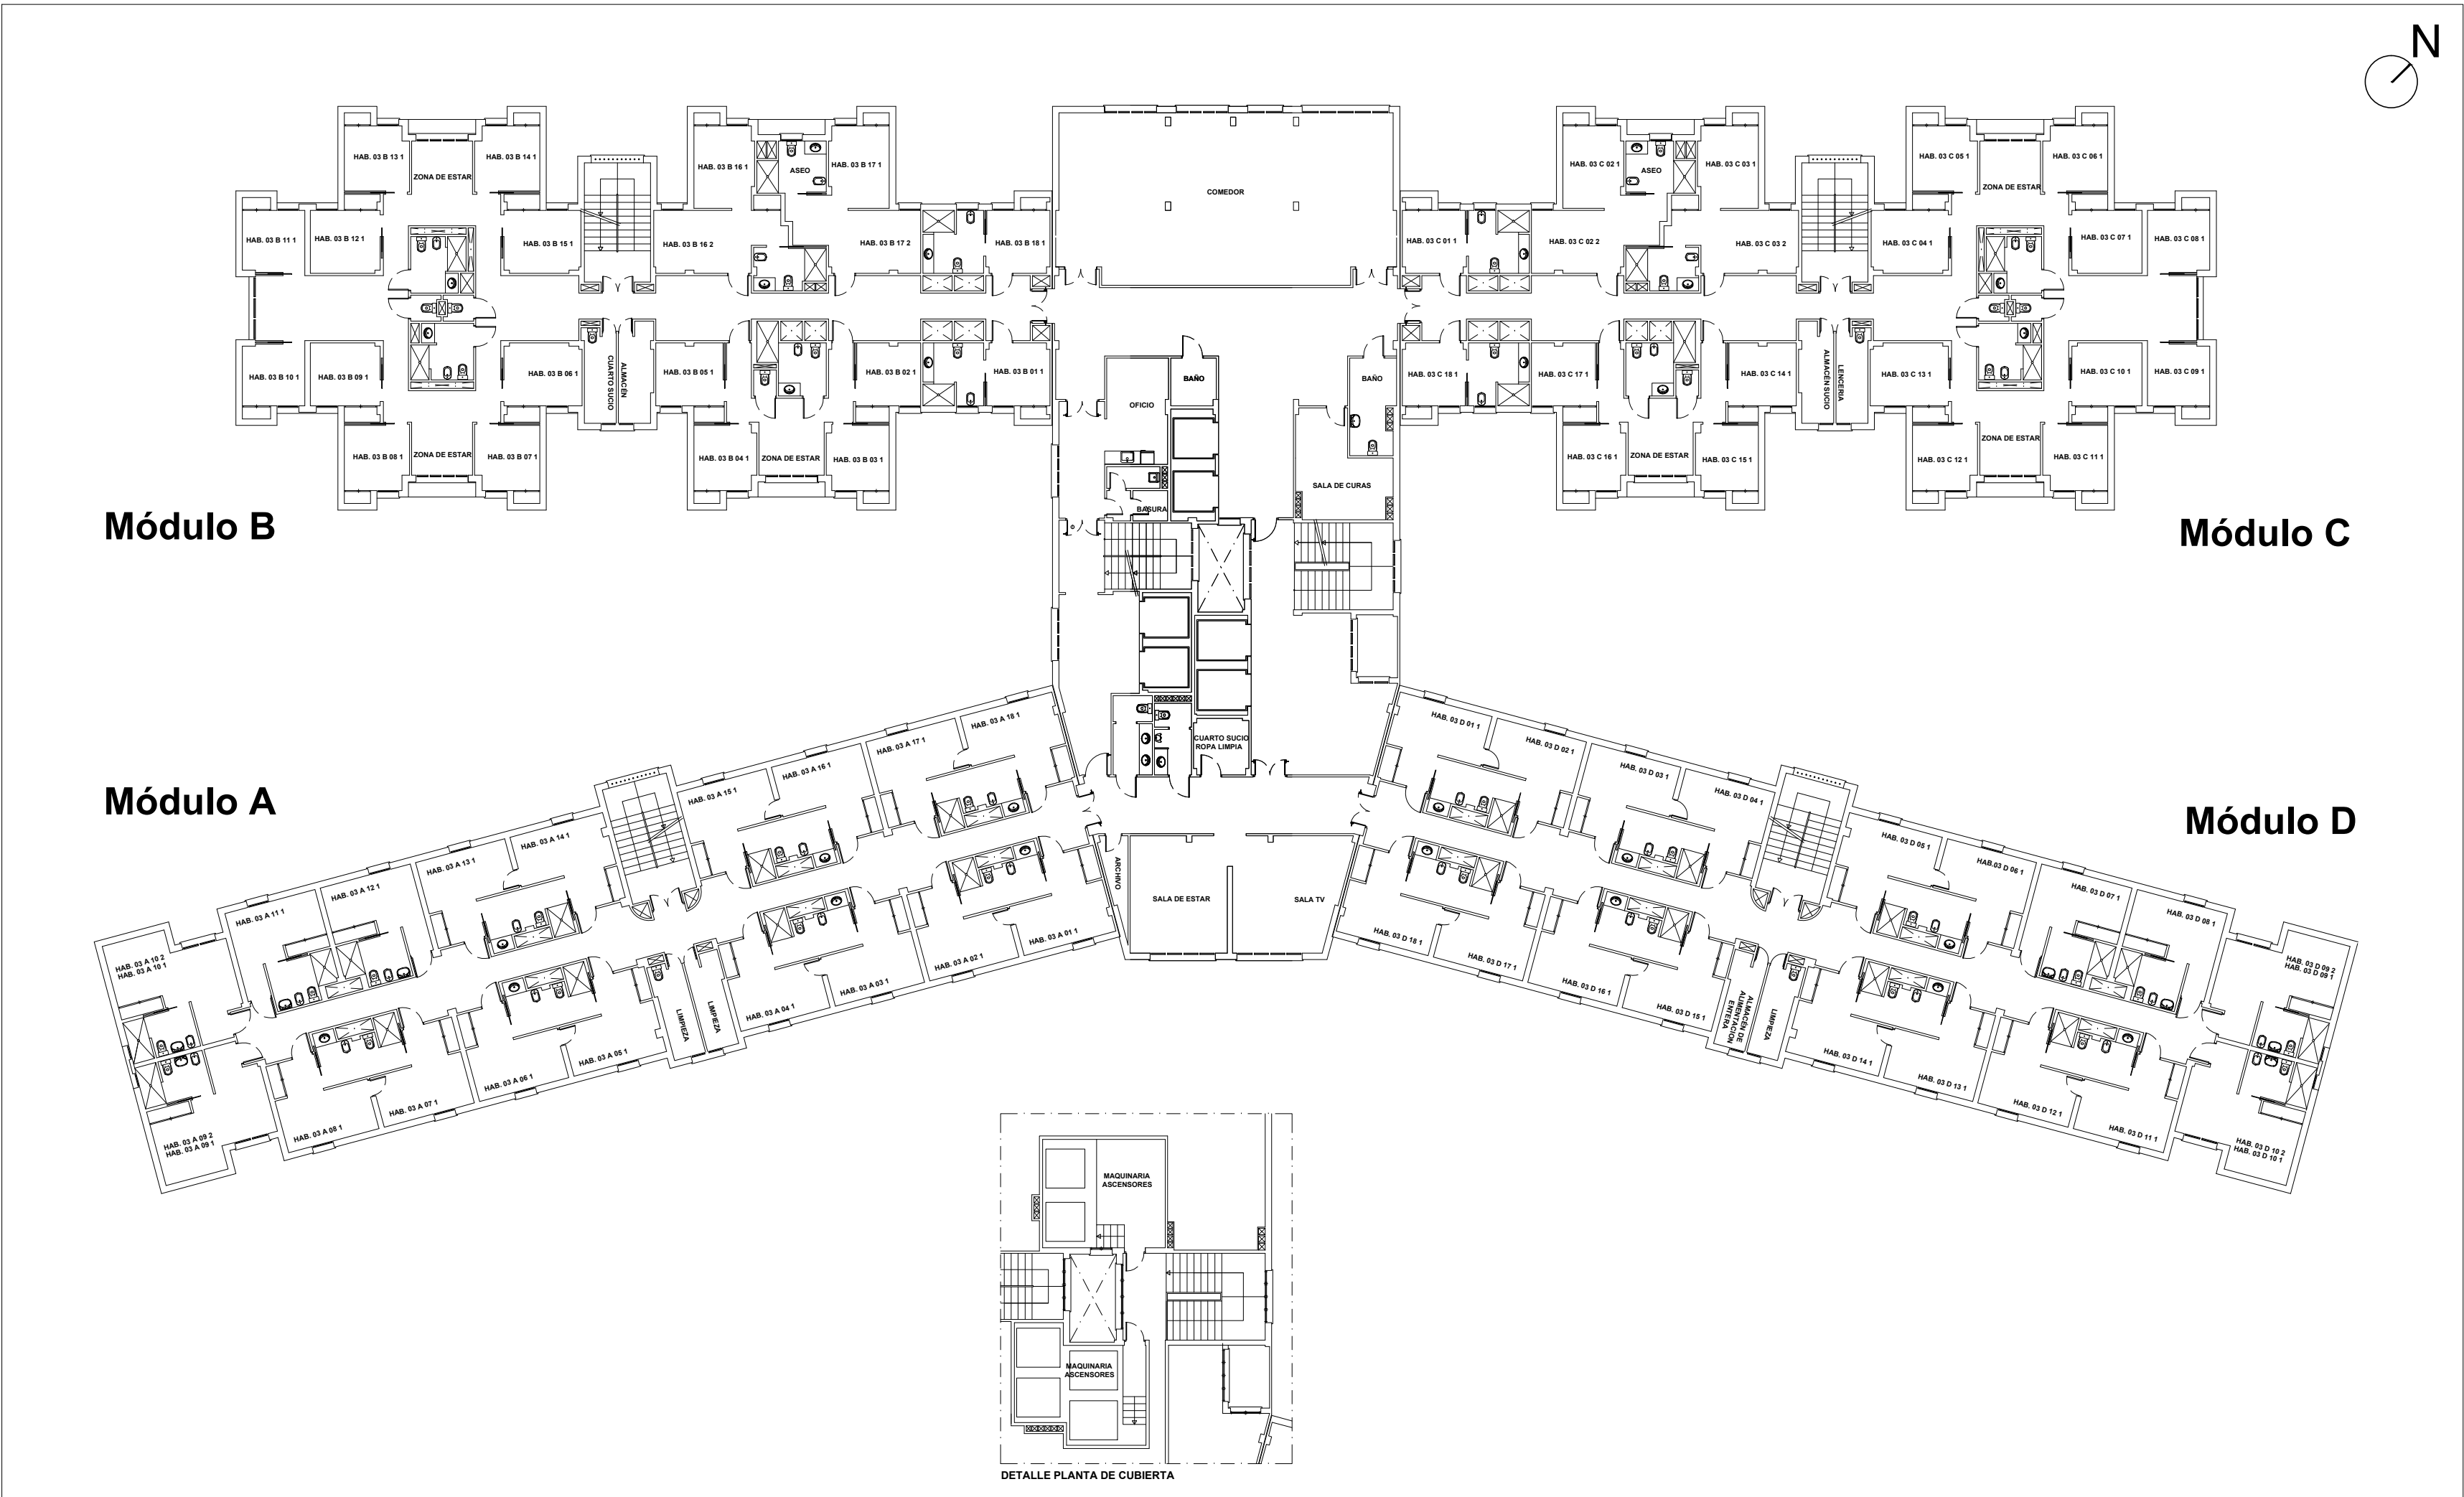 N
HAB. 03 B 13 1
HAB. 03 B 14 1
ZONA DE ESTAR
HAB. 03 B 16 1
ASEO
HAB. 03 B 17 1
COMEDOR
HAB. 03 C 02 1
ASEO
HAB. 03 C 03 1
HAB. 03 C 05 1
HAB. 03 C 06 1
ZONA DE ESTAR
HAB. 03 B 11 1
HAB. 03 B 12 1
HAB. 03 B 15 1
HAB. 03 B 16 2
HAB. 03 B 17 2
HAB. 03 B 18 1
HAB. 03 C 01 1
HAB. 03 C 02 2
HAB. 03 C 03 2
HAB. 03 C 04 1
HAB. 03 C 07 1
HAB. 03 C 08 1
HAB. 03 B 10 1
HAB. 03 B 09 1
HAB. 03 B 06 1
CUARTO SUCIO
ALMACÉN
HAB. 03 B 05 1
HAB. 03 B 02 1
HAB. 03 B 01 1
OFICIO
BAÑO
BAÑO
HAB. 03 C 18 1
HAB. 03 C 17 1
HAB. 03 C 14 1
ALMACÉN SUCIO
LENCERIA
HAB. 03 C 13 1
HAB. 03 C 10 1
HAB. 03 C 09 1
HAB. 03 B 08 1
ZONA DE ESTAR
HAB. 03 B 07 1
HAB. 03 B 04 1
ZONA DE ESTAR
HAB. 03 B 03 1
BASURA
SALA DE CURAS
HAB. 03 C 16 1
ZONA DE ESTAR
HAB. 03 C 15 1
HAB. 03 C 12 1
ZONA DE ESTAR
HAB. 03 C 11 1
Módulo B
Módulo C
Módulo A
Módulo D
HAB. 03 A 18 1
HAB. 03 A 17 1
HAB. 03 A 16 1
HAB. 03 A 15 1
HAB. 03 A 14 1
HAB. 03 A 13 1
HAB. 03 A 12 1
HAB. 03 A 11 1
HAB. 03 A 10 2
HAB. 03 A 10 1
HAB. 03 A 09 2
HAB. 03 A 09 1
HAB. 03 A 08 1
HAB. 03 A 07 1
HAB. 03 A 06 1
HAB. 03 A 05 1
LIMPIEZA
LIMPIEZA
HAB. 03 A 04 1
HAB. 03 A 03 1
HAB. 03 A 02 1
HAB. 03 A 01 1
CUARTO SUCIO
ROPA LIMPIA
ARCHIVO
SALA DE ESTAR
SALA TV
HAB. 03 D 01 1
HAB. 03 D 02 1
HAB. 03 D 03 1
HAB. 03 D 04 1
HAB. 03 D 05 1
HAB.03 D 06 1
HAB. 03 D 07 1
HAB. 03 D 08 1
HAB. 03 D 09 2
HAB. 03 D 09 1
HAB. 03 D 18 1
HAB. 03 D 17 1
HAB. 03 D 16 1
HAB. 03 D 15 1
ALMACÉN DE
ALIMENTACION
ENTERA
LIMPIEZA
HAB. 03 D 14 1
HAB. 03 D 13 1
HAB. 03 D 12 1
HAB. 03 D 11 1
HAB. 03 D 10 2
HAB. 03 D 10 1
MAQUINARIA
ASCENSORES
MAQUINARIA
ASCENSORES
DETALLE PLANTA DE CUBIERTA